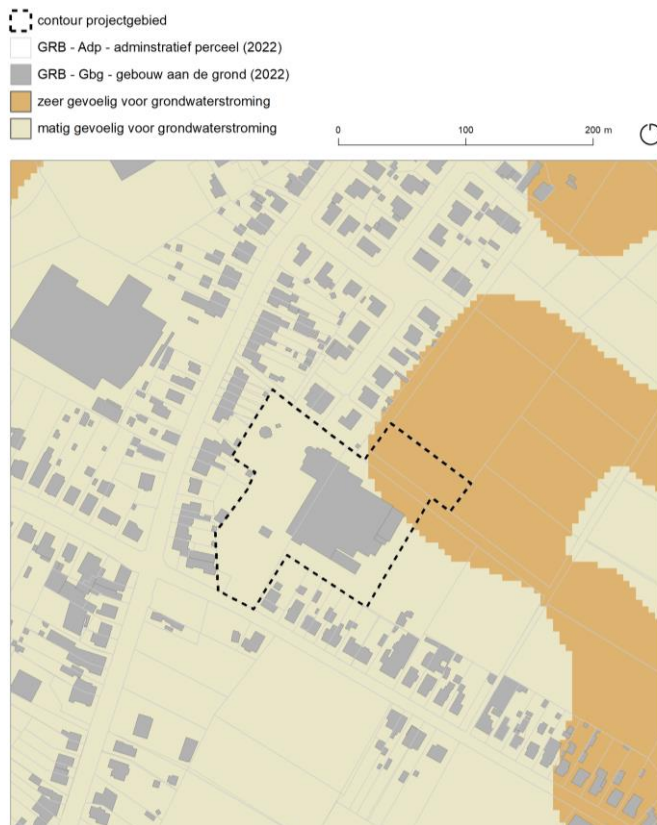 contour projectgebied
GRB - Adp - adminstratief perceel (2022)
GRB - Gbg - gebouw aan de grond (2022)
zeer gevoelig voor grondwaterstroming
matig gevoelig voor grondwaterstroming
0 100 200 m